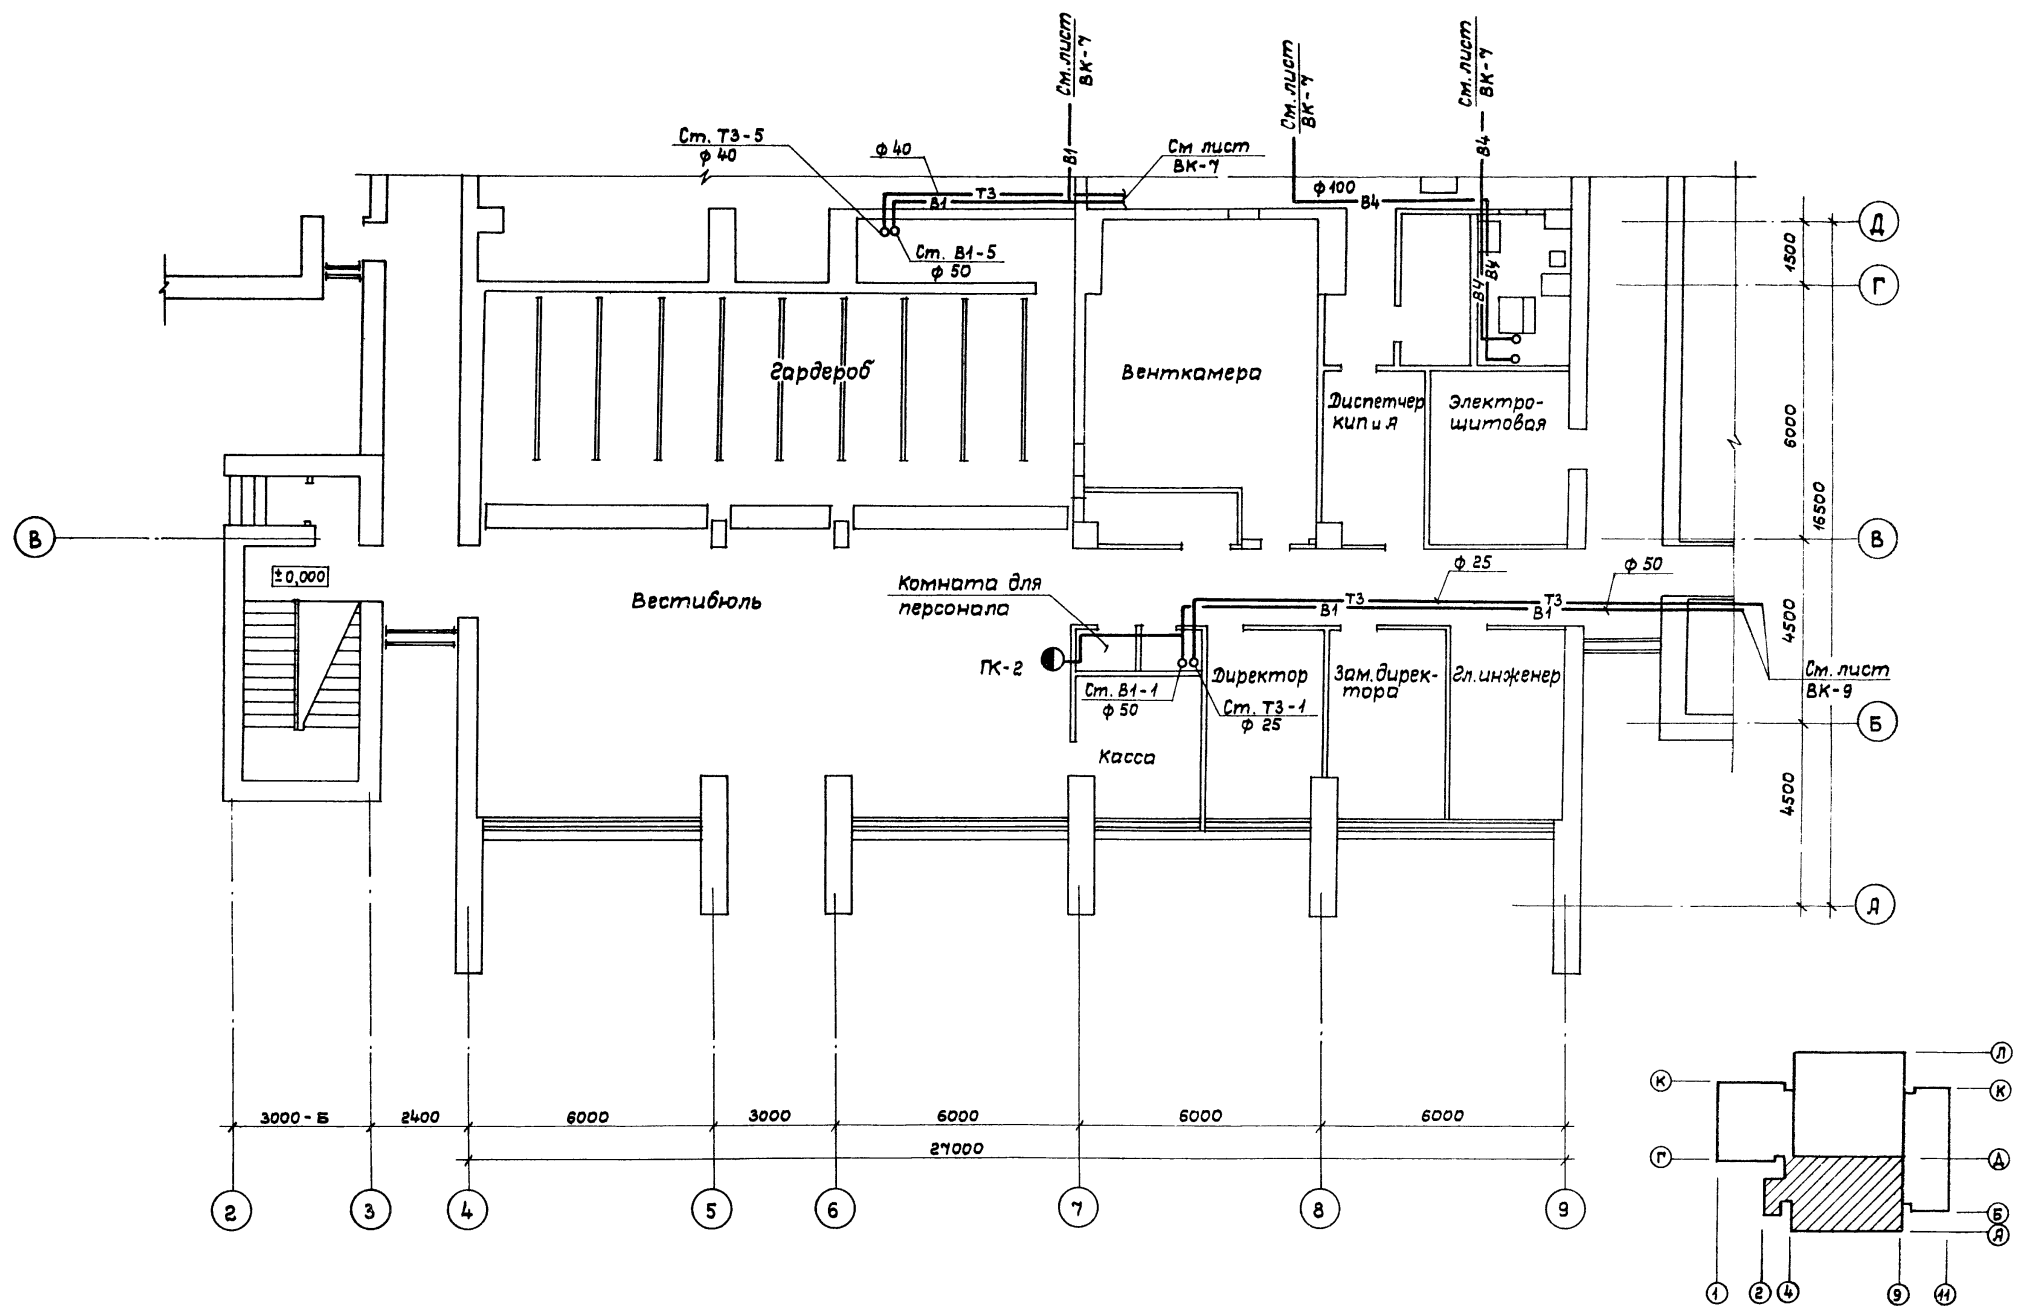 См. лист
ВК-7
См. лист
ВК-7
См. лист
ВК-7
Ст. Т3-5
ф 40
ф 40
См лист
ВК-7
В1
В4
ф 100
Т3
В1
В4
Д
Ст. В1-5
ф 50
В4
В4
1500
Г
Гардероб
Венткамера
Диспетчер
КИП и А
Электро-
щитовая
6000
16500
В
В
±0,000
Вестибюль
Комната для
персонала
ф 25
ф 50
Т3
В1
Т3
В1
4500
ПК-2
Директор
Зам. дирек-
тора
Гл. инженер
См. лист
ВК-9
Ст. В1-1
ф 50
Ст. Т3-1
ф 25
Б
Касса
4500
А
3000-Б
2400
6000
3000
6000
6000
6000
27000
2
3
4
5
6
7
8
9
Л
К
К
Г
Д
Б
А
1
2
4
9
11